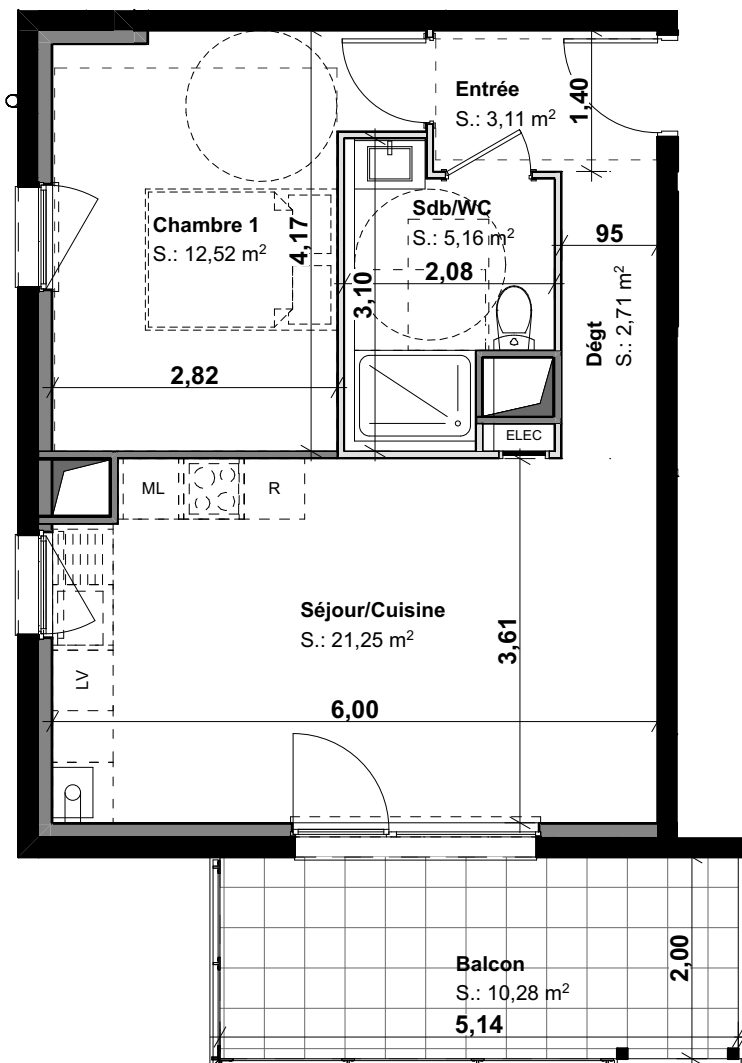 Entrée
S.: 3,11 m²
1,40
Chambre 1
S.: 12,52 m²
4,17
Sdb/WC
S.: 5,16 m²
2,08
3,10
95
Dégt
S.: 2,71 m²
2,82
ELEC
ML
R
Séjour/Cuisine
S.: 21,25 m²
3,61
LV
6,00
Balcon
S.: 10,28 m²
2,00
5,14